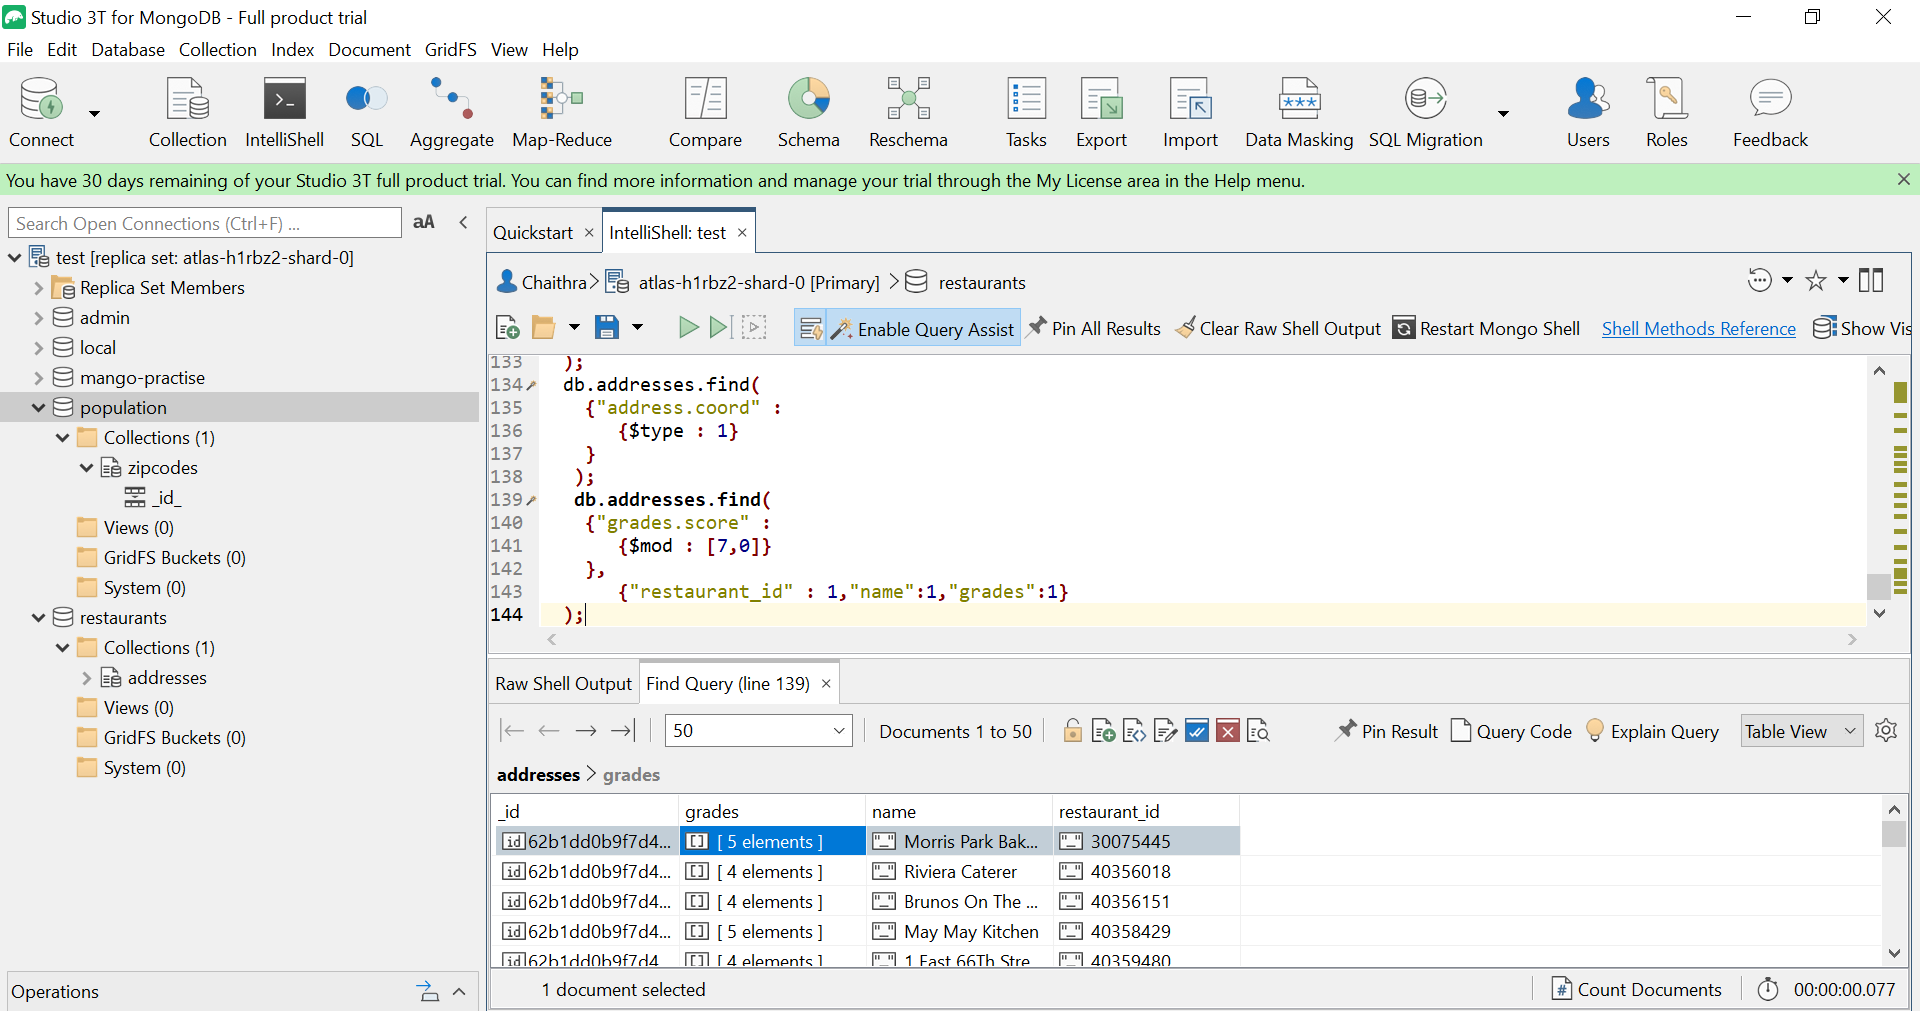 Studio 3T for MongoDB - Full product trial
File Edit Database Collection Index Document GridFS View Help
Connect Collection IntelliShell SQL Aggregate Map-Reduce Compare Schema Reschema Tasks Export Import Data Masking SQL Migration Users Roles Feedback
You have 30 days remaining of your Studio 3T full product trial. You can find more information and manage your trial through the My License area in the Help menu.
Search Open Connections (Ctrl+F) ... aA
test [replica set: atlas-h1rbz2-shard-0]
Replica Set Members
admin
local
mango-practise
population
Collections (1)
zipcodes
_id_
Views (0)
GridFS Buckets (0)
System (0)
restaurants
Collections (1)
addresses
Views (0)
GridFS Buckets (0)
System (0)
Operations
Quickstart × IntelliShell: test ×
Chaithra > atlas-h1rbz2-shard-0 [Primary] > restaurants
Enable Query Assist Pin All Results Clear Raw Shell Output Restart Mongo Shell Shell Methods Reference Show Vis
133 );
134 db.addresses.find(
135 {"address.coord" :
136 {$type : 1}
137 }
138 );
139 db.addresses.find(
140 {"grades.score" :
141 {$mod : [7,0]}
142 },
143 {"restaurant_id" : 1,"name":1,"grades":1}
144 );
Raw Shell Output Find Query (line 139) ×
50 Documents 1 to 50 Pin Result Query Code Explain Query Table View
addresses > grades
_id grades name restaurant_id
62b1dd0b9f7d4... [ 5 elements ] Morris Park Bak... 30075445
62b1dd0b9f7d4... [ 4 elements ] Riviera Caterer 40356018
62b1dd0b9f7d4... [ 4 elements ] Brunos On The ... 40356151
62b1dd0b9f7d4... [ 5 elements ] May May Kitchen 40358429
62b1dd0b9f7d4 [ 4 elements ] 1 East 66Th Stre 40359480
1 document selected Count Documents 00:00:00.077